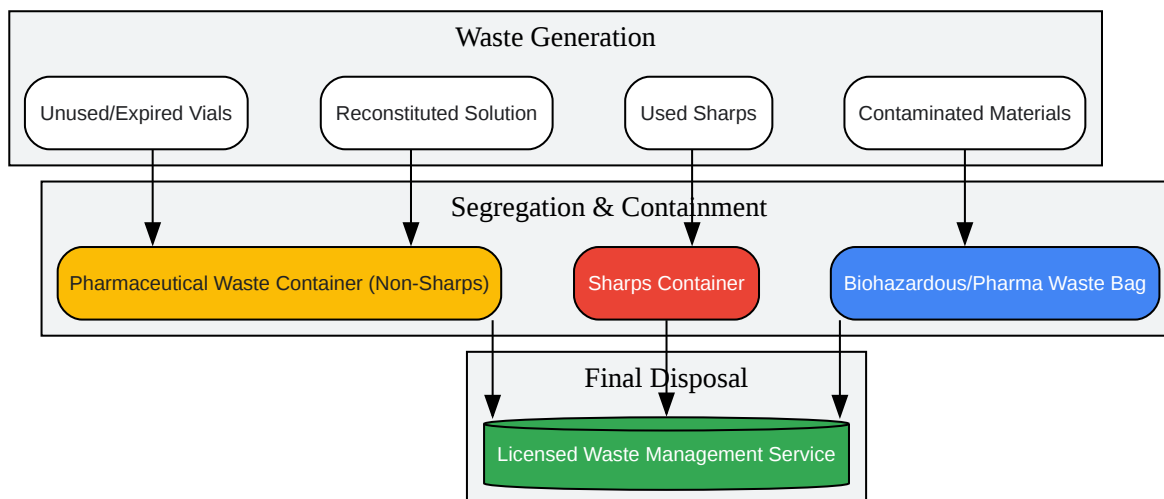 Waste Generation
Unused/Expired Vials
Reconstituted Solution
Used Sharps
Contaminated Materials
Segregation & Containment
Pharmaceutical Waste Container (Non-Sharps)
Sharps Container
Biohazardous/Pharma Waste Bag
Final Disposal
Licensed Waste Management Service